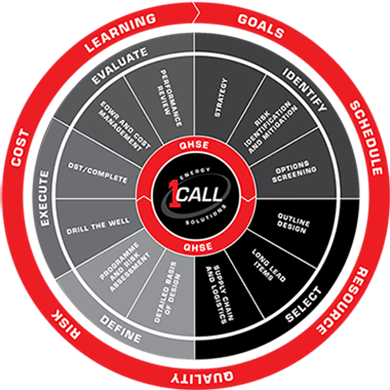 LEARNING
GOALS
SCHEDULE
RESOURCE
QUALITY
RISK
COST
EVALUATE
IDENTIFY
SELECT
DEFINE
EXECUTE
STRATEGY
RISK
IDENTIFICATION
AND MITIGATION
OPTIONS
SCREENING
OUTLINE
DESIGN
LONG LEAD
ITEMS
SUPPLY CHAIN
AND LOGISTICS
DETAILED BASIS
OF DESIGN
PROGRAMME
AND RISK
ASSESSMENT
DRILL THE WELL
DST/COMPLETE
EDWR AND COST
MANAGEMENT
PERFORMANCE
REVIEW
QHSE
ENERGY
1CALL
SOLUTIONS
QHSE